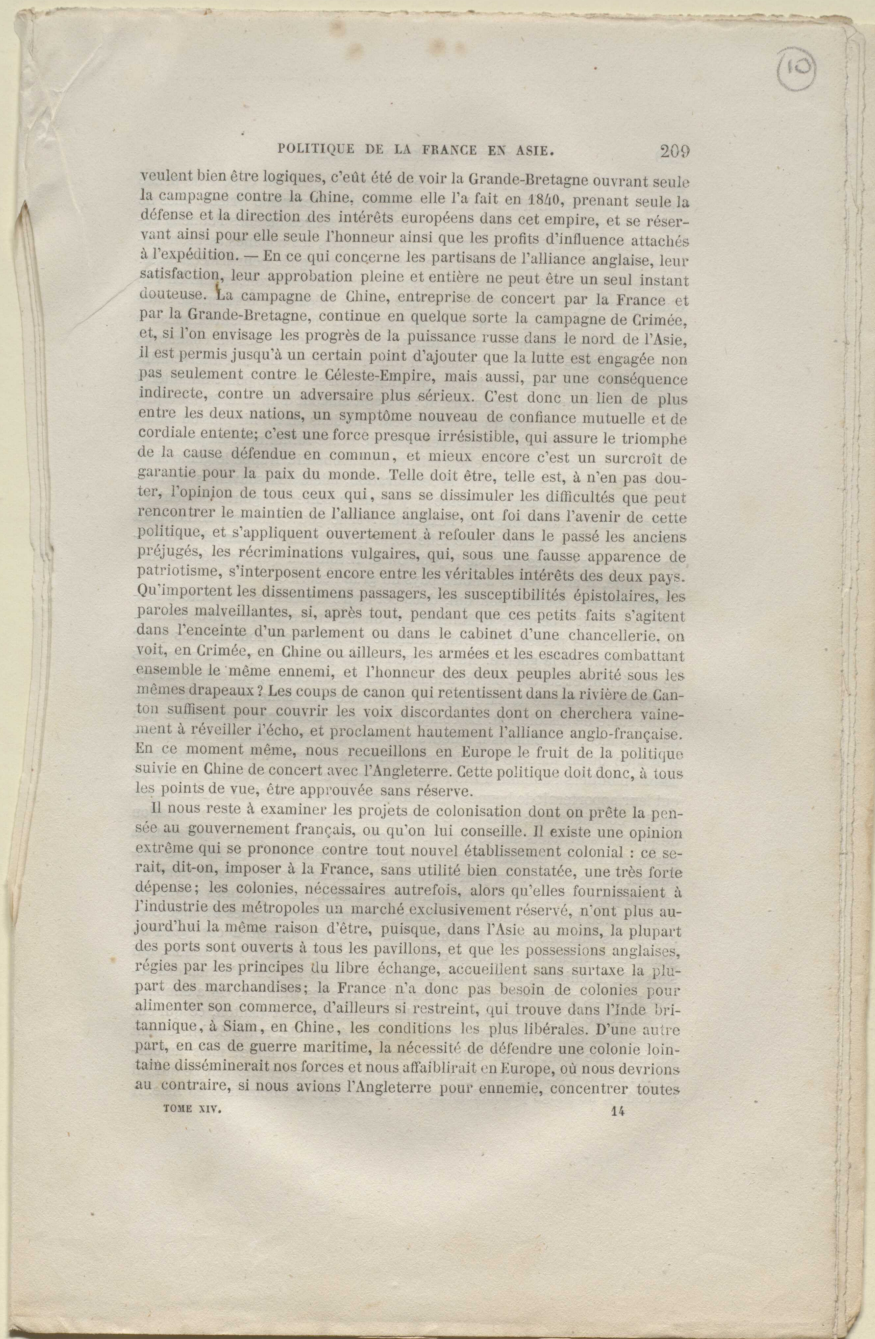 10
POLITIQUE DE LA FRANCE EN ASIE. 209
veulent bien être logiques, c'eût été de voir la Grande-Bretagne ouvrant seule
la campagne contre la Chine, comme elle l'a fait en 1840, prenant seule la
défense et la direction des intérêts européens dans cet empire, et se réser-
vant ainsi pour elle seule l'honneur ainsi que les profits d'influence attachés
à l'expédition. — En ce qui concerne les partisans de l'alliance anglaise, leur
satisfaction, leur approbation pleine et entière ne peut être un seul instant
douteuse. La campagne de Chine, entreprise de concert par la France et
par la Grande-Bretagne, continue en quelque sorte la campagne de Crimée,
et, si l'on envisage les progrès de la puissance russe dans le nord de l'Asie,
il est permis jusqu'à un certain point d'ajouter que la lutte est engagée non
pas seulement contre le Céleste-Empire, mais aussi, par une conséquence
indirecte, contre un adversaire plus sérieux. C'est donc un lien de plus
entre les deux nations, un symptôme nouveau de confiance mutuelle et de
cordiale entente; c'est une force presque irrésistible, qui assure le triomphe
de la cause défendue en commun, et mieux encore c'est un surcroît de
garantie pour la paix du monde. Telle doit être, telle est, à n'en pas dou-
ter, l'opinion de tous ceux qui, sans se dissimuler les difficultés que peut
rencontrer le maintien de l'alliance anglaise, ont foi dans l'avenir de cette
politique, et s'appliquent ouvertement à refouler dans le passé les anciens
préjugés, les récriminations vulgaires, qui, sous une fausse apparence de
patriotisme, s'interposent encore entre les véritables intérêts des deux pays.
Qu'importent les dissentimens passagers, les susceptibilités épistolaires, les
paroles malveillantes, si, après tout, pendant que ces petits faits s'agitent
dans l'enceinte d'un parlement ou dans le cabinet d'une chancellerie, on
voit, en Crimée, en Chine ou ailleurs, les armées et les escadres combattant
ensemble le même ennemi, et l'honneur des deux peuples abrité sous les
mêmes drapeaux? Les coups de canon qui retentissent dans la rivière de Can-
ton suffisent pour couvrir les voix discordantes dont on cherchera vaine-
ment à réveiller l'écho, et proclament hautement l'alliance anglo-française.
En ce moment même, nous recueillons en Europe le fruit de la politique
suivie en Chine de concert avec l'Angleterre. Cette politique doit donc, à tous
les points de vue, être approuvée sans réserve.
Il nous reste à examiner les projets de colonisation dont on prête la pen-
sée au gouvernement français, ou qu'on lui conseille. Il existe une opinion
extrême qui se prononce contre tout nouvel établissement colonial : ce se-
rait, dit-on, imposer à la France, sans utilité bien constatée, une très forte
dépense; les colonies, nécessaires autrefois, alors qu'elles fournissaient à
l'industrie des métropoles un marché exclusivement réservé, n'ont plus au-
jourd'hui la même raison d'être, puisque, dans l'Asie au moins, la plupart
des ports sont ouverts à tous les pavillons, et que les possessions anglaises,
régies par les principes du libre échange, accueillent sans surtaxe la plu-
part des marchandises; la France n'a donc pas besoin de colonies pour
alimenter son commerce, d'ailleurs si restreint, qui trouve dans l'Inde bri-
tannique, à Siam, en Chine, les conditions les plus libérales. D'une autre
part, en cas de guerre maritime, la nécessité de défendre une colonie loin-
taine disséminerait nos forces et nous affaiblirait en Europe, où nous devrions
au contraire, si nous avions l'Angleterre pour ennemie, concentrer toutes
TOME XIV. 14